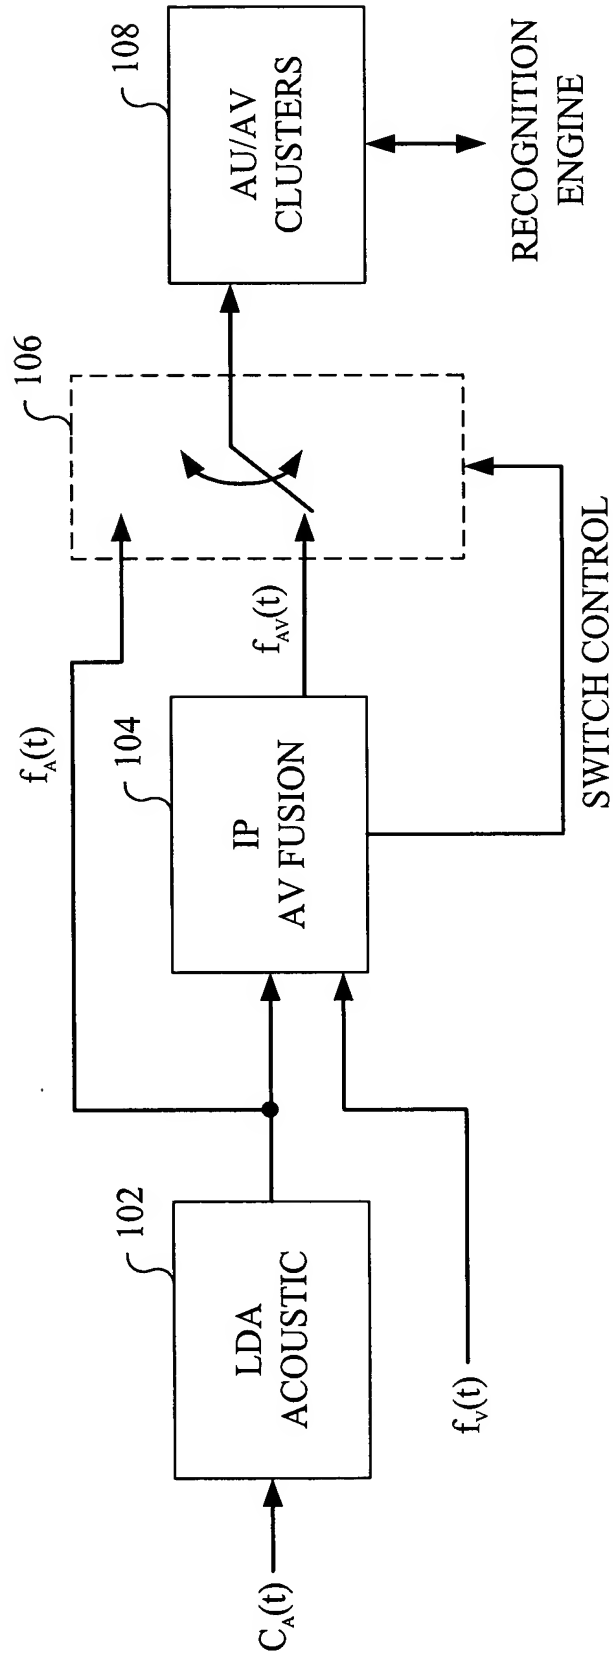 C_A(t)
102
LDA
ACOUSTIC
f_V(t)
f_A(t)
104
IP
AV FUSION
f_AV(t)
SWITCH CONTROL
106
108
AU/AV
CLUSTERS
RECOGNITION
ENGINE